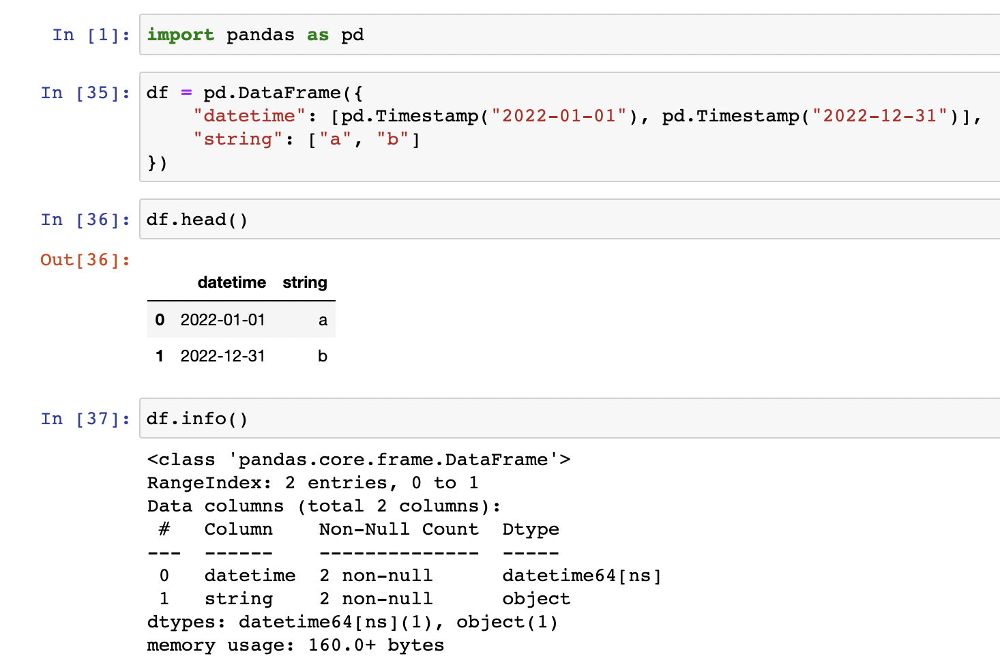 In [1]: import pandas as pd
In [35]: df = pd.DataFrame({
    "datetime": [pd.Timestamp("2022-01-01"), pd.Timestamp("2022-12-31")],
    "string": ["a", "b"]
})
In [36]: df.head()
Out[36]:
datetime string
0 2022-01-01 a
1 2022-12-31 b
In [37]: df.info()
<class 'pandas.core.frame.DataFrame'>
RangeIndex: 2 entries, 0 to 1
Data columns (total 2 columns):
 #   Column    Non-Null Count  Dtype
---  ------    --------------  -----
 0   datetime  2 non-null      datetime64[ns]
 1   string    2 non-null      object
dtypes: datetime64[ns](1), object(1)
memory usage: 160.0+ bytes